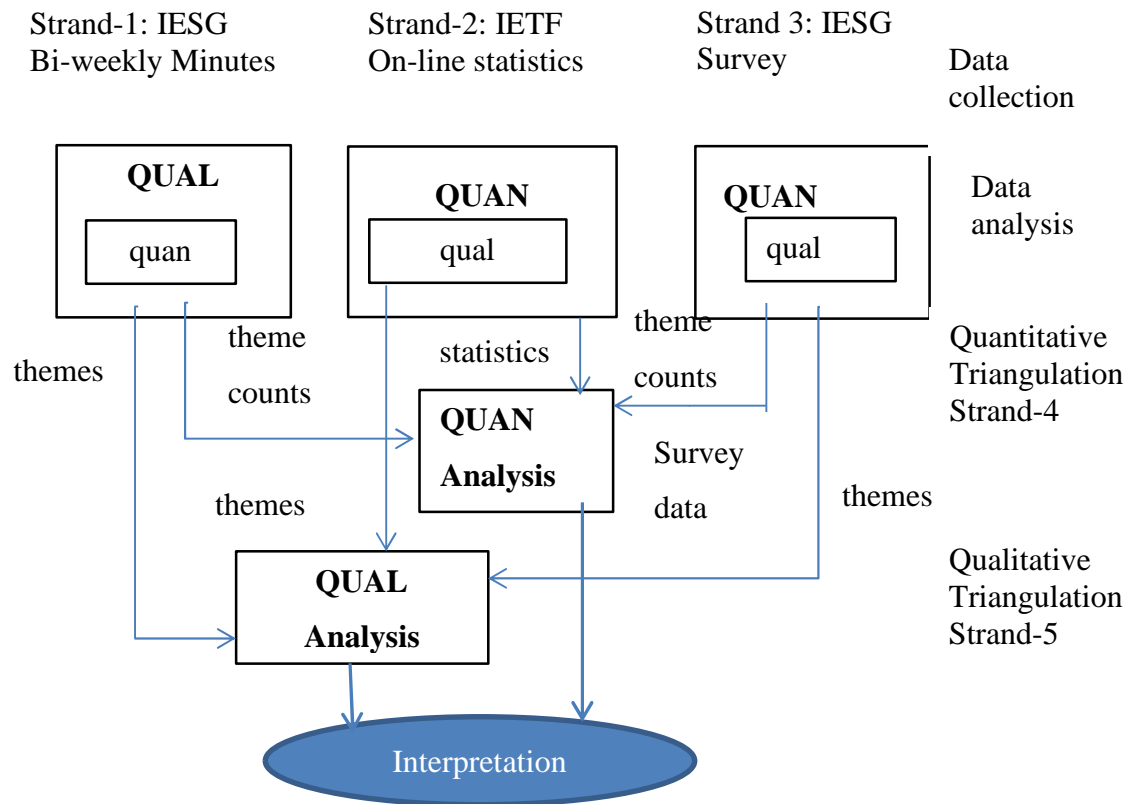 Strand-1: IESG
Bi-weekly Minutes
Strand-2: IETF
On-line statistics
Strand 3: IESG
Survey
Data
collection
QUAL
quan
QUAN
qual
QUAN
qual
Data
analysis
themes
theme
counts
statistics
theme
counts
Quantitative
Triangulation
Strand-4
QUAN
Analysis
Survey
data
themes
themes
QUAL
Analysis
Qualitative
Triangulation
Strand-5
Interpretation